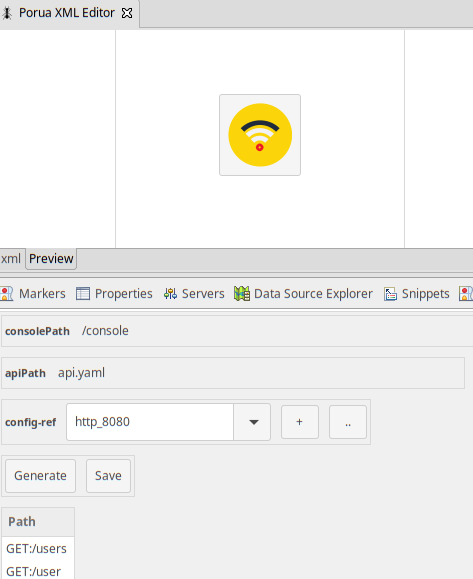 Porua XML Editor
xml Preview
Markers Properties Servers Data Source Explorer Snippets
consolePath /console
apiPath api.yaml
config-ref http_8080 + ..
Generate Save
Path
GET:/users
GET:/user